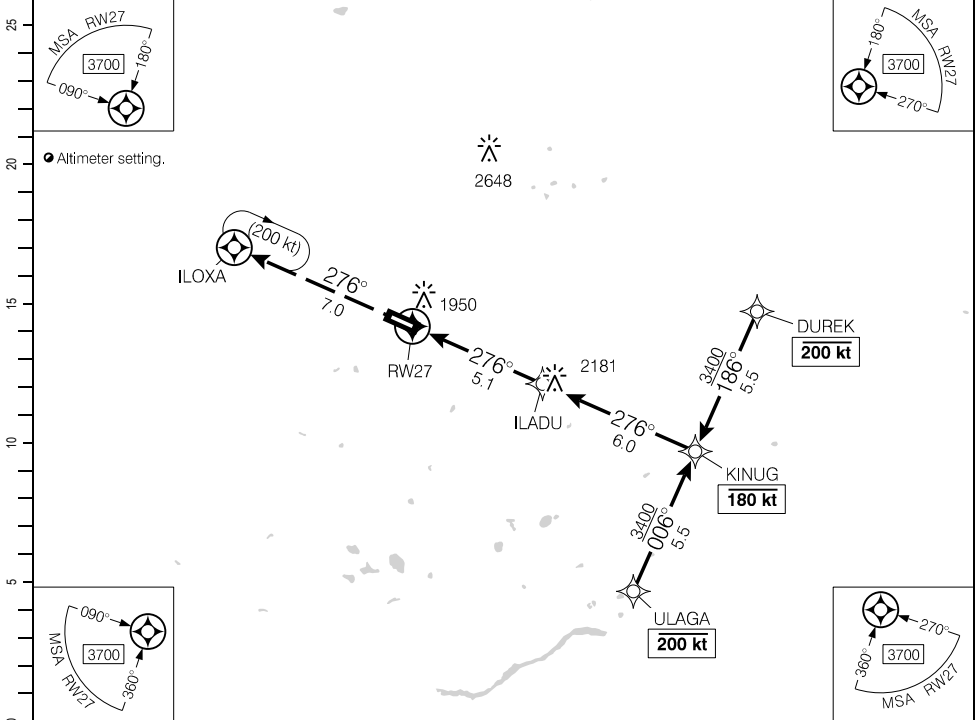 25
MSA RW27
3700
180°
090°
MSA RW27
180°
3700
270°
Altimeter setting.
20
2648
(200 kt)
ILOXA
276°
7.0
15
1950
RW27
276°
5.1
2181
ILADU
DUREK
200 kt
3400
186°
5.5
276°
6.0
10
KINUG
180 kt
3400
006°
5.5
5
ULAGA
200 kt
090°
3700
360°
MSA RW27
270°
3700
360°
MSA RW27